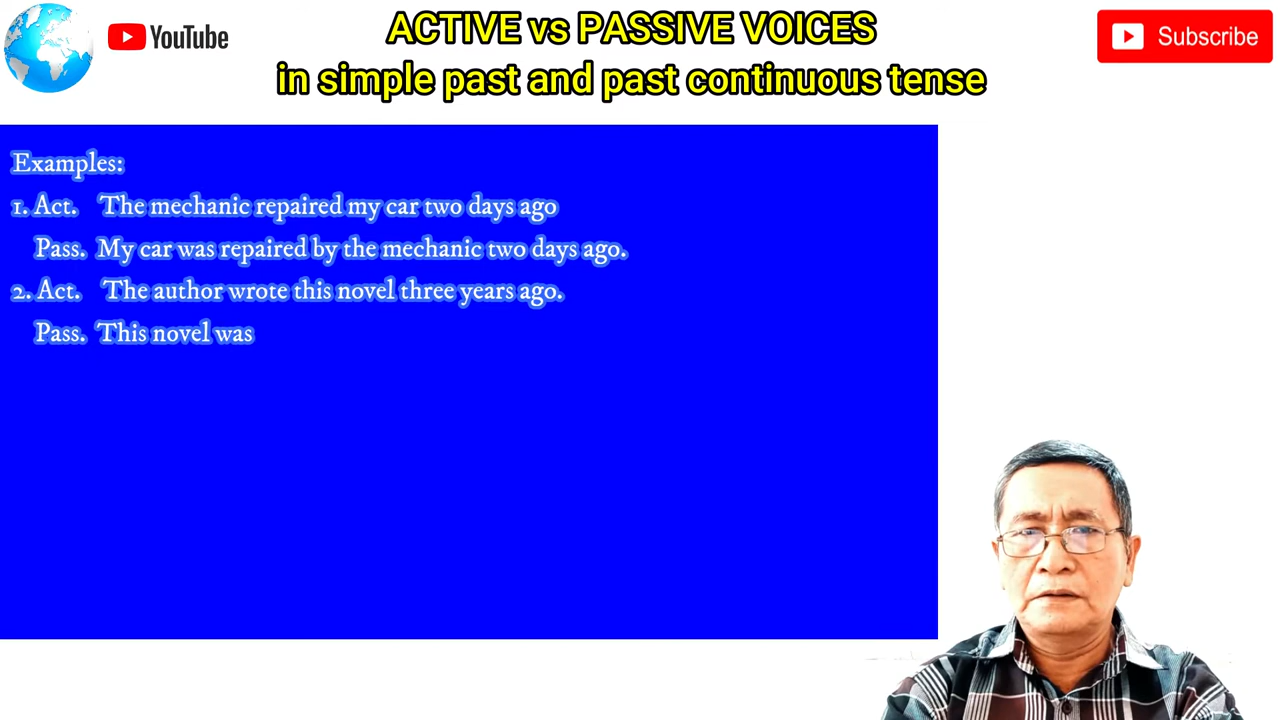 YouTube
ACTIVE vs PASSIVE VOICES
in simple past and past continuous tense
Subscribe
Examples:
1. Act. The mechanic repaired my car two days ago
Pass. My car was repaired by the mechanic two days ago.
2. Act. The author wrote this novel three years ago.
Pass. This novel was